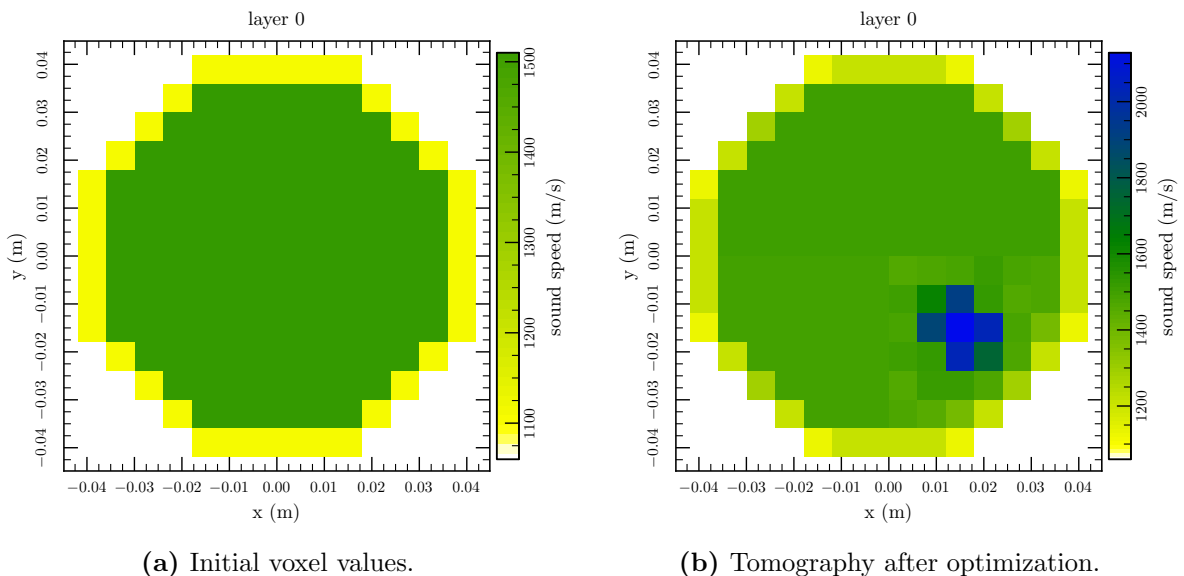 layer 0
0.04
0.03
0.02
0.01
0.00
−0.01
−0.02
−0.03
−0.04
y (m)
−0.04 −0.03 −0.02 −0.01 0.00 0.01 0.02 0.03 0.04
x (m)
1500
1400
1300
1200
1100
sound speed (m/s)
(a) Initial voxel values.
layer 0
0.04
0.03
0.02
0.01
0.00
−0.01
−0.02
−0.03
−0.04
y (m)
−0.04 −0.03 −0.02 −0.01 0.00 0.01 0.02 0.03 0.04
x (m)
2000
1800
1600
1400
1200
sound speed (m/s)
(b) Tomography after optimization.